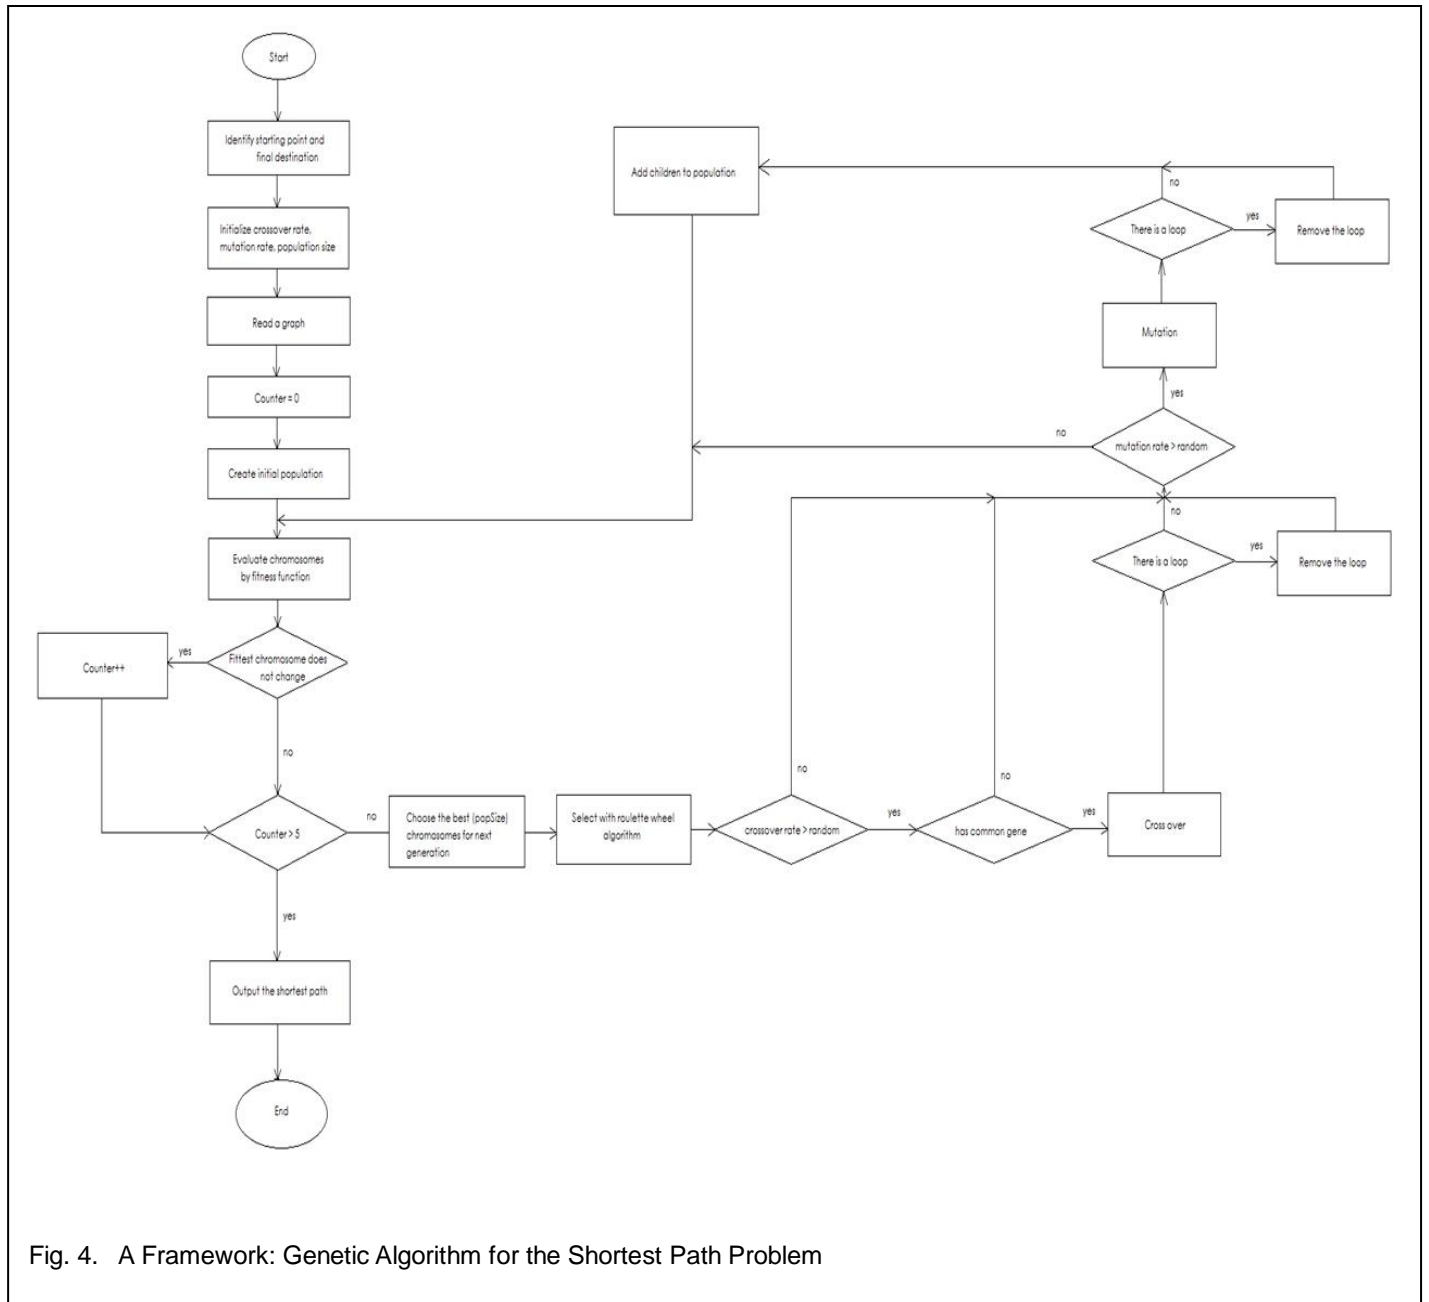 Start
Identify starting point and
final destination
Initialize crossover rate,
mutation rate, population size
Read a graph
Counter = 0
Create initial population
Evaluate chromosomes
by fitness function
Fittest chromosome does
not change
yes
Counter++
no
Counter > 5
no
yes
Output the shortest path
End
Choose the best (popSize)
chromosomes for next
generation
Select with roulette wheel
algorithm
crossover rate > random
no
yes
has common gene
no
yes
Cross over
There is a loop
yes
Remove the loop
no
mutation rate > random
no
yes
Mutation
There is a loop
yes
Remove the loop
no
Add children to population
Fig. 4. A Framework: Genetic Algorithm for the Shortest Path Problem